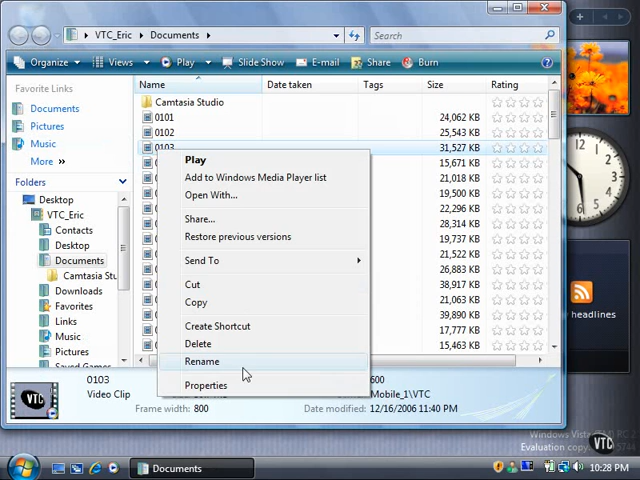 VTC_Eric Documents Search
Organize Views Play Slide Show E-mail Share Burn
Favorite Links
Documents
Pictures
Music
More
Folders
Desktop
VTC_Eric
Contacts
Desktop
Documents
Camtasia Stu
Downloads
Favorites
Links
Music
Pictures
Saved Games
Name Date taken Tags Size Rating
Camtasia Studio
0101 24,062 KB
0102 25,543 KB
0103 31,527 KB
15,671 KB
21,018 KB
19,500 KB
22,296 KB
28,314 KB
19,737 KB
21,522 KB
26,883 KB
38,917 KB
21,063 KB
39,890 KB
17,777 KB
15,463 KB
Play
Add to Windows Media Player list
Open With...
Share...
Restore previous versions
Send To
Cut
Copy
Create Shortcut
Delete
Rename
Properties
0103 600
Video Clip Mobile_1\VTC
Frame width: 800 Date modified: 12/16/2006 11:40 PM
VTC
headlines
Windows Vista (TM) RC 2
Evaluation copy. 5744
VTC
Documents 10:28 PM